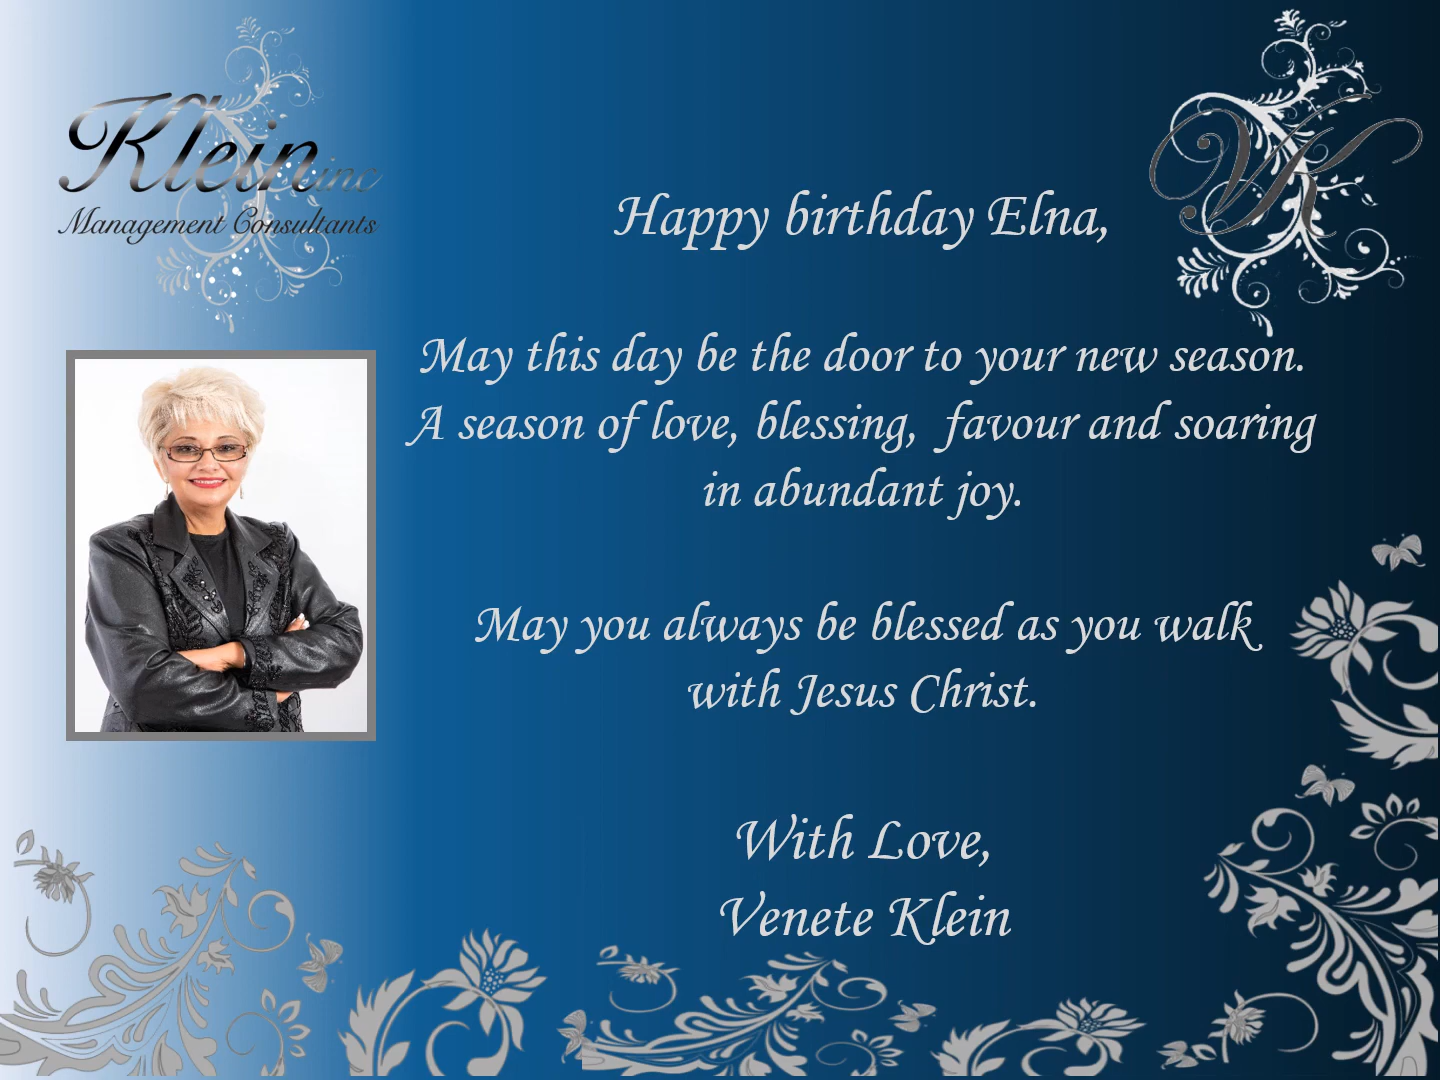 Klein inc
Management Consultants
VK
Happy birthday Elna,
May this day be the door to your new season.
A season of love, blessing, favour and soaring
in abundant joy.
May you always be blessed as you walk
with Jesus Christ.
With Love,
Venete Klein